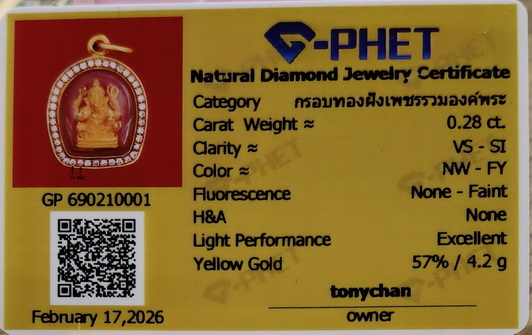 G-PHET
Natural Diamond Jewelry Certificate
Category กรอบทองฝังเพชรรวมองค์พระ
Carat Weight ≈ 0.28 ct.
Clarity ≈ VS - SI
Color ≈ NW - FY
Fluorescence None - Faint
H&A None
Light Performance Excellent
Yellow Gold 57% / 4.2 g
tonychan
owner
GP 690210001
February 17,2026